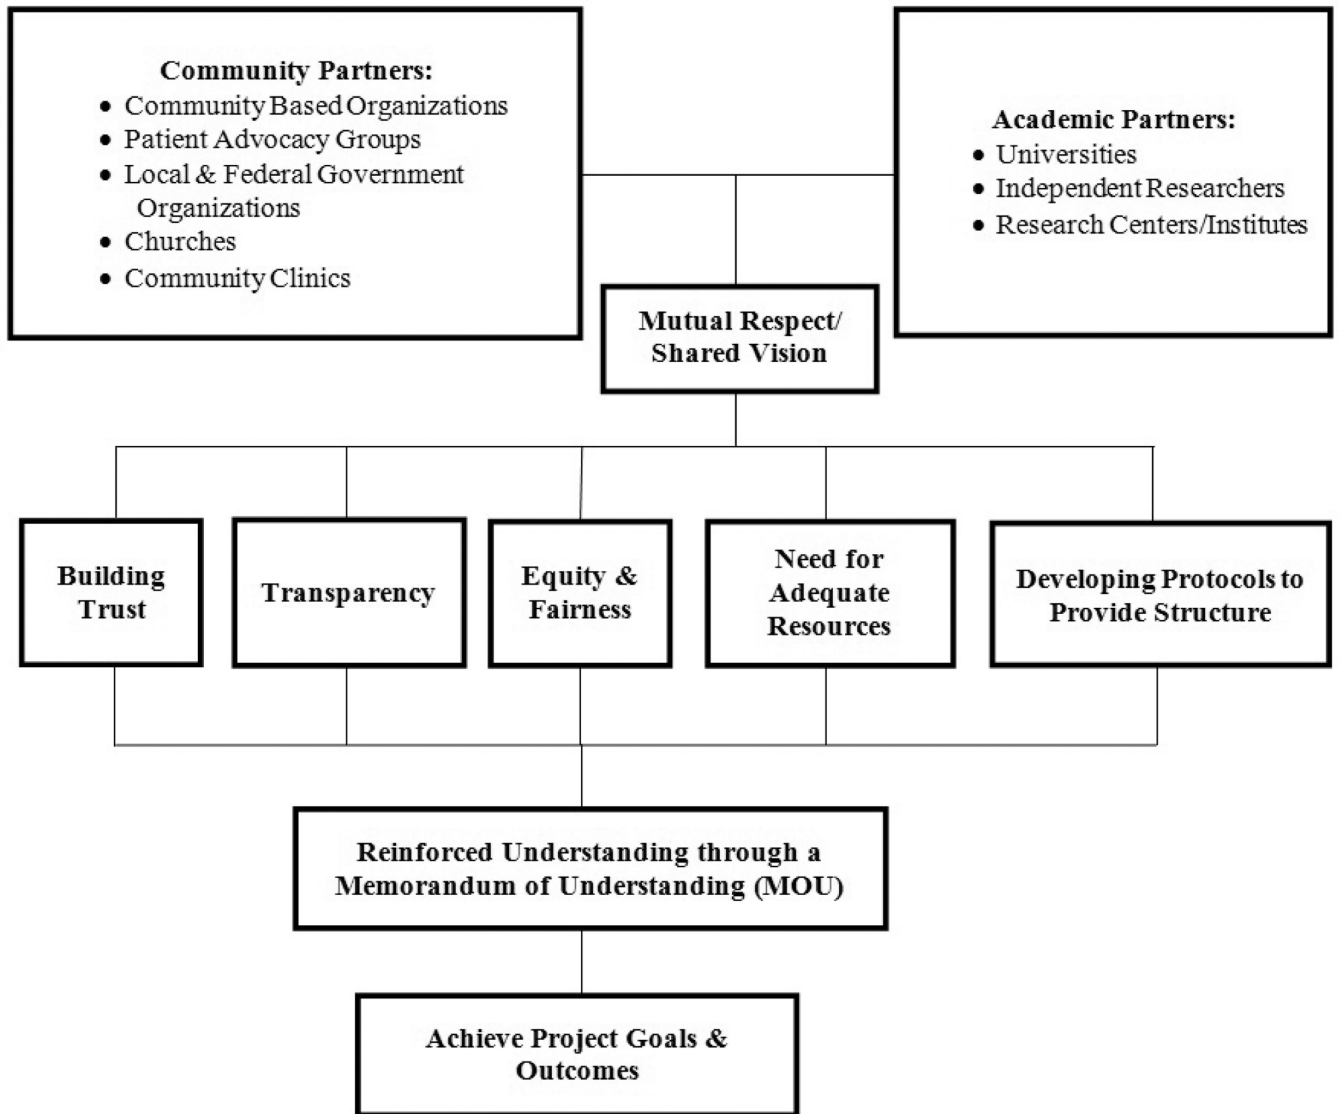 Community Partners:
• Community Based Organizations
• Patient Advocacy Groups
• Local & Federal Government
Organizations
• Churches
• Community Clinics
Academic Partners:
• Universities
• Independent Researchers
• Research Centers/Institutes
Mutual Respect/
Shared Vision
Building
Trust
Transparency
Equity &
Fairness
Need for
Adequate
Resources
Developing Protocols to
Provide Structure
Reinforced Understanding through a
Memorandum of Understanding (MOU)
Achieve Project Goals &
Outcomes